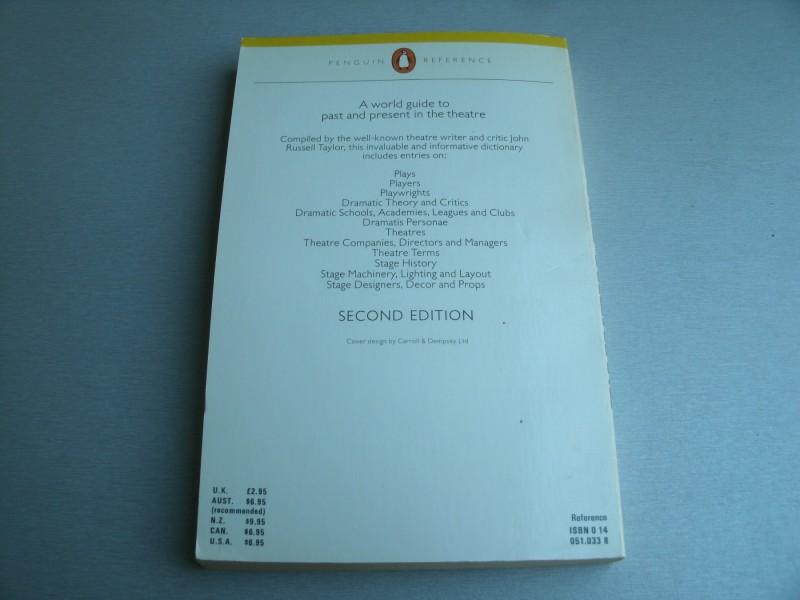 PENGUIN REFERENCE
A world guide to
past and present in the theatre
Compiled by the well-known theatre writer and critic John
Russell Taylor, this invaluable and informative dictionary
includes entries on:
Plays
Players
Playwrights
Dramatic Theory and Critics
Dramatic Schools, Academies, Leagues and Clubs
Dramatis Personae
Theatres
Theatre Companies, Directors and Managers
Theatre Terms
Stage History
Stage Machinery, Lighting and Layout
Stage Designers, Decor and Props
SECOND EDITION
Cover design by Carroll & Dempsey Ltd
U.K. £2.95
AUST. $6.95
(recommended)
N.Z. $9.95
CAN. $6.95
U.S.A. $6.95
Reference
ISBN 0 14
051.033 8